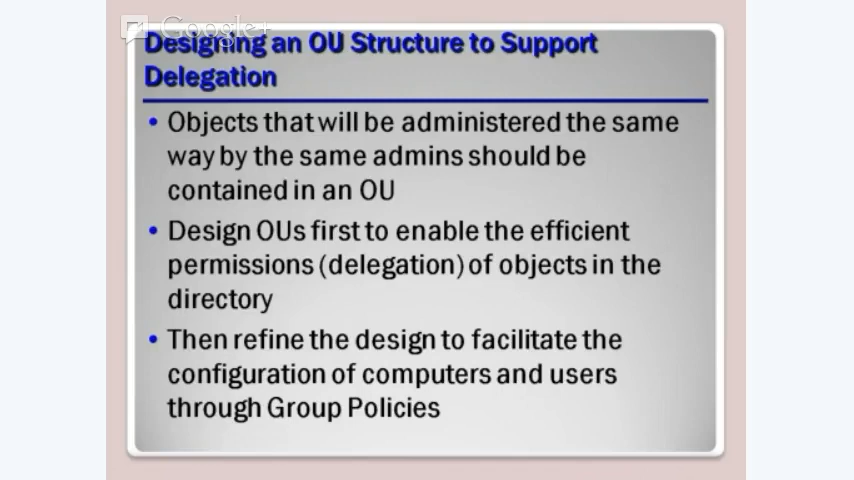 Google+
Designing an OU Structure to Support
Delegation
• Objects that will be administered the same
way by the same admins should be
contained in an OU
• Design OUs first to enable the efficient
permissions (delegation) of objects in the
directory
• Then refine the design to facilitate the
configuration of computers and users
through Group Policies